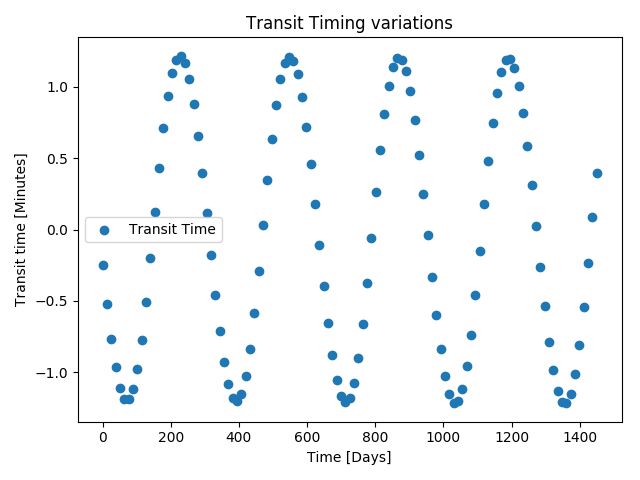 Transit Timing variations
Transit time [Minutes]
1.0
0.5
0.0
−0.5
−1.0
Transit Time
0 200 400 600 800 1000 1200 1400
Time [Days]